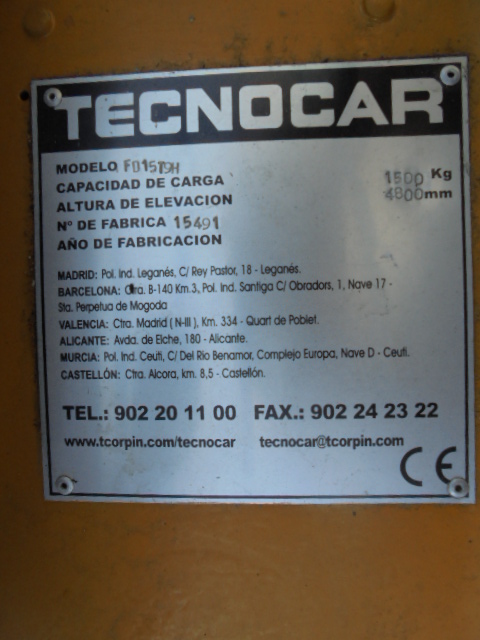 TECNOCAR
MODELO FD15T9H
CAPACIDAD DE CARGA 1500 Kg
ALTURA DE ELEVACION 4800mm
Nº DE FABRICA 15491
AÑO DE FABRICACION
MADRID: Pol. Ind. Leganés, C/ Rey Pastor, 18 - Leganés.
BARCELONA: Ctra. B-140 Km. 3, Pol. Ind. Santiga C/ Obradors, 1, Nave 17 -
Sta. Perpetua de Mogoda
VALENCIA: Ctra. Madrid ( N-III ), Km. 334 - Quart de Poblet.
ALICANTE: Avda. de Elche, 180 - Alicante.
MURCIA: Pol. Ind. Ceutí, C/ Del Río Benamor, Complejo Europa, Nave D - Ceutí.
CASTELLÓN: Ctra. Alcora, km. 8,5 - Castellón.
TEL.: 902 20 11 00 FAX.: 902 24 23 22
www.tcorpin.com/tecnocar tecnocar@tcorpin.com
CE